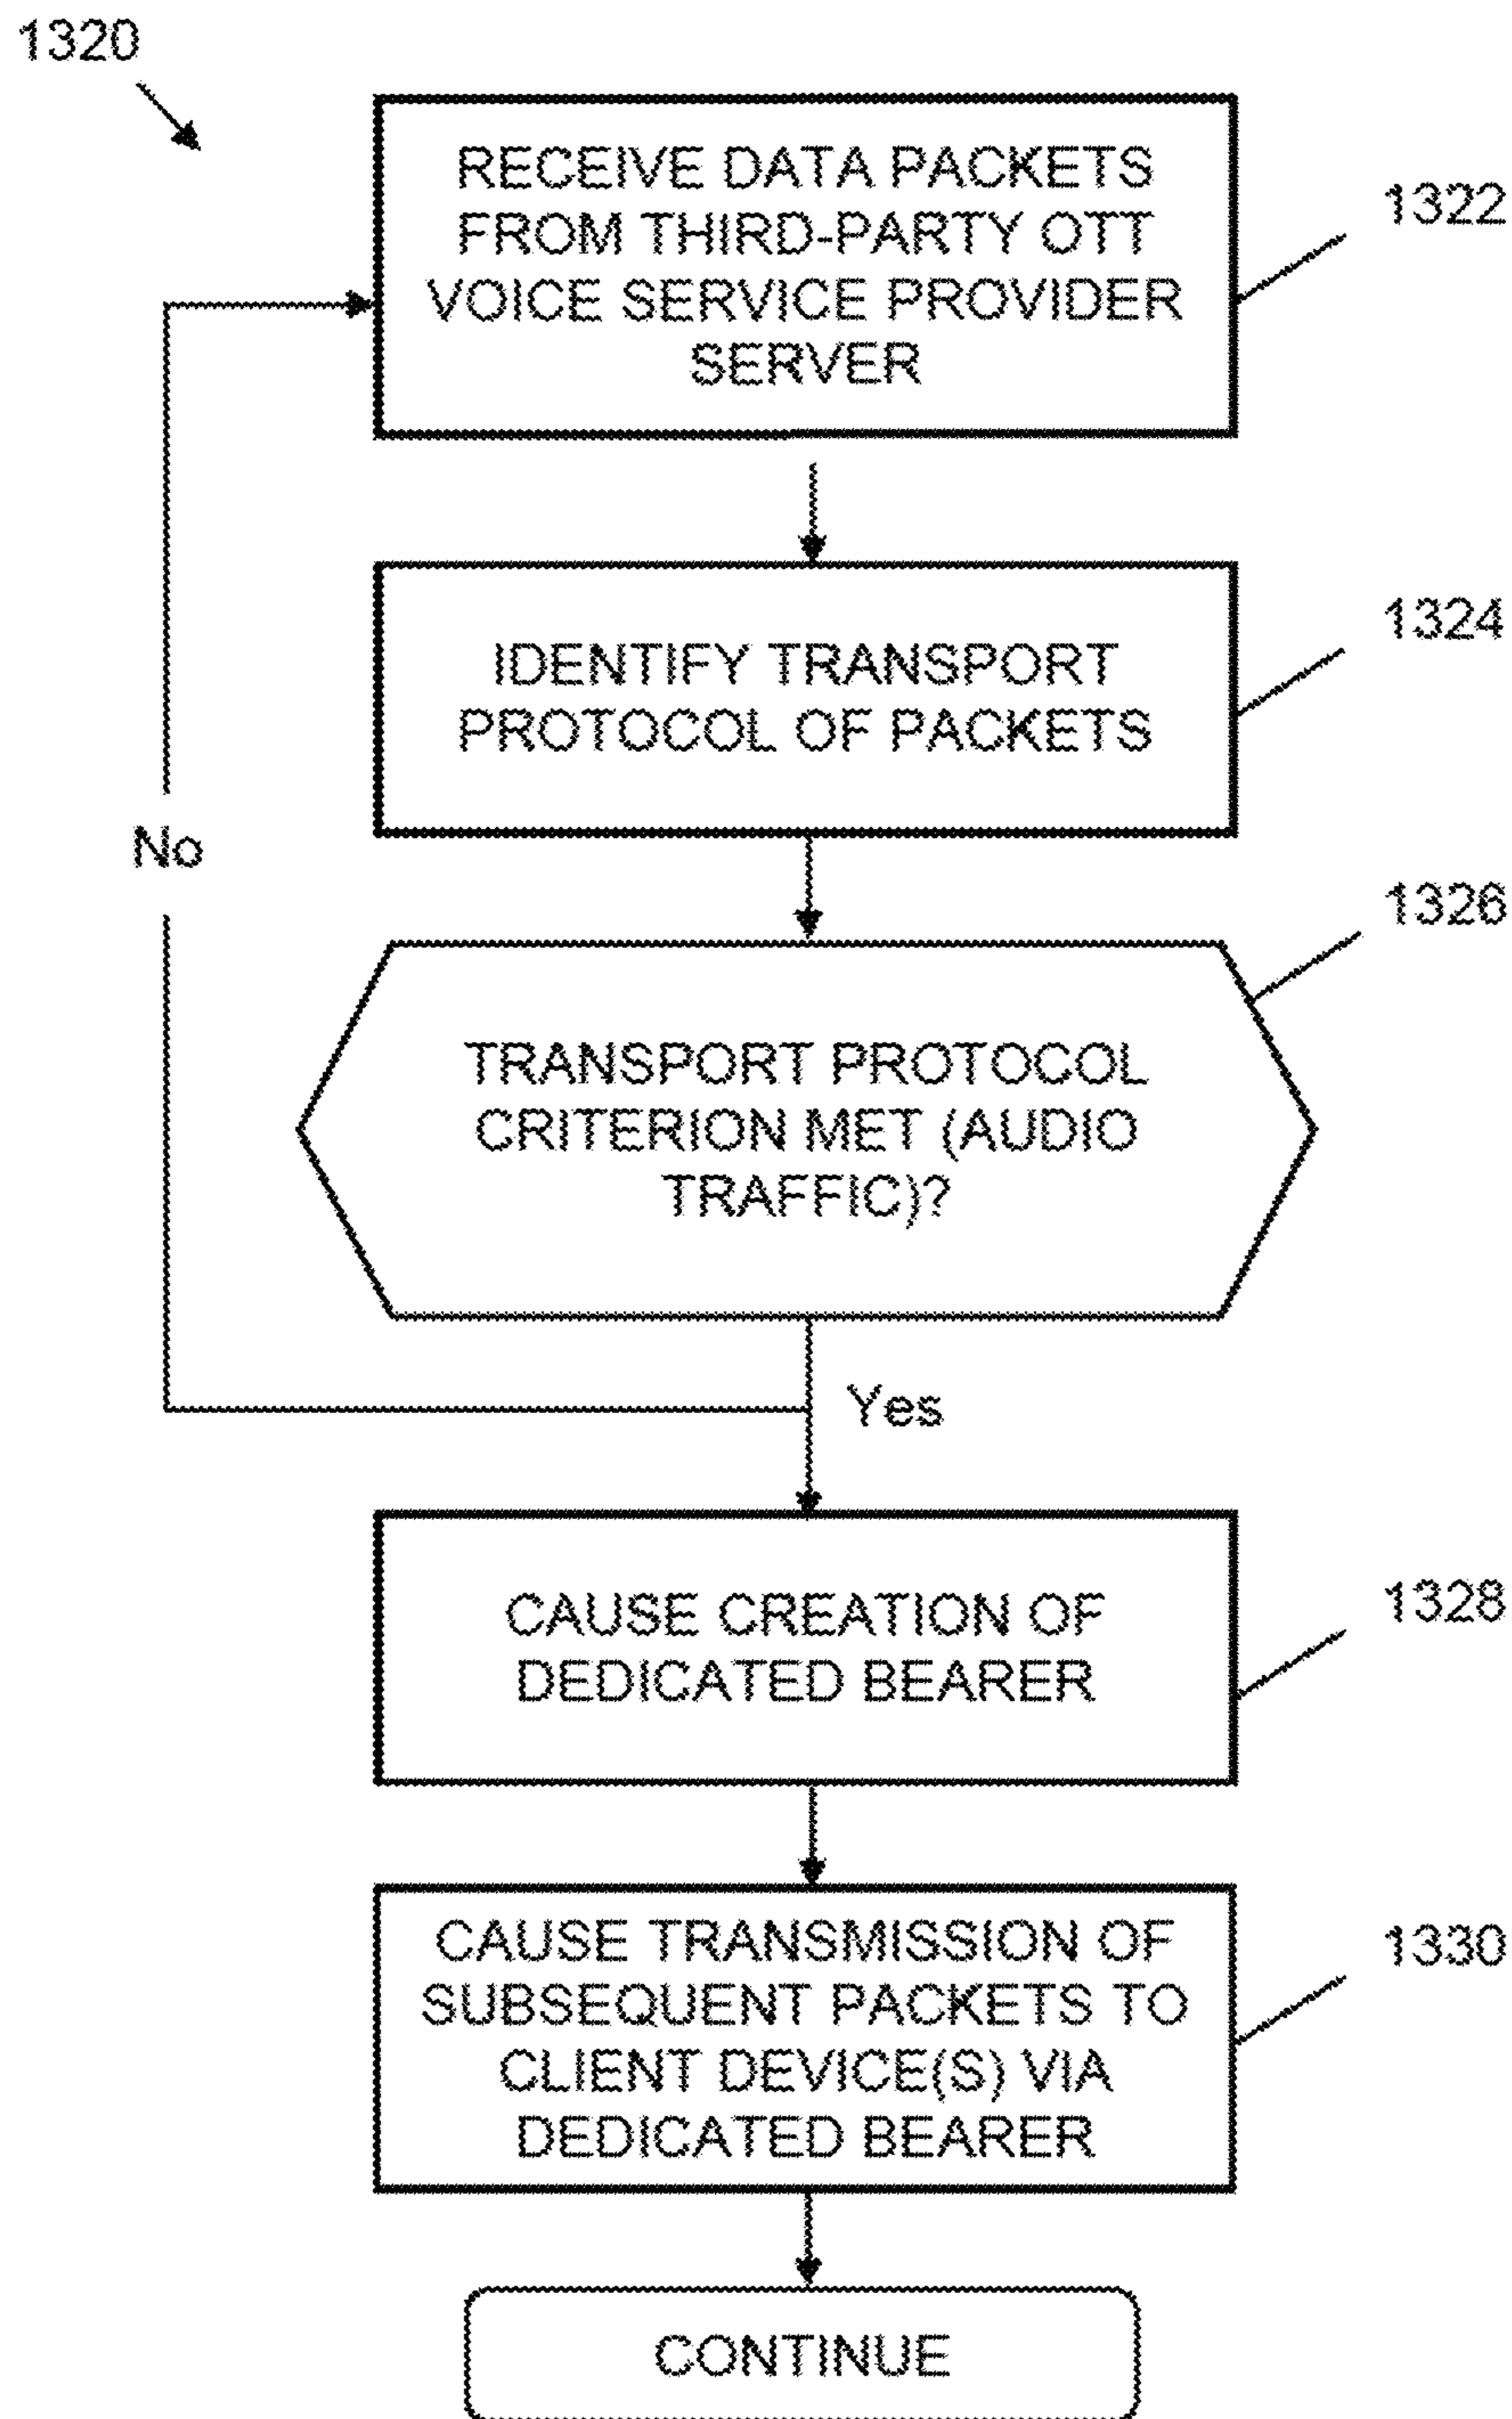 1320
RECEIVE DATA PACKETS
FROM THIRD-PARTY OTT
VOICE SERVICE PROVIDER
SERVER
1322
IDENTIFY TRANSPORT
PROTOCOL OF PACKETS
1324
No
TRANSPORT PROTOCOL
CRITERION MET (AUDIO
TRAFFIC)?
1326
Yes
CAUSE CREATION OF
DEDICATED BEARER
1328
CAUSE TRANSMISSION OF
SUBSEQUENT PACKETS TO
CLIENT DEVICE(S) VIA
DEDICATED BEARER
1330
CONTINUE